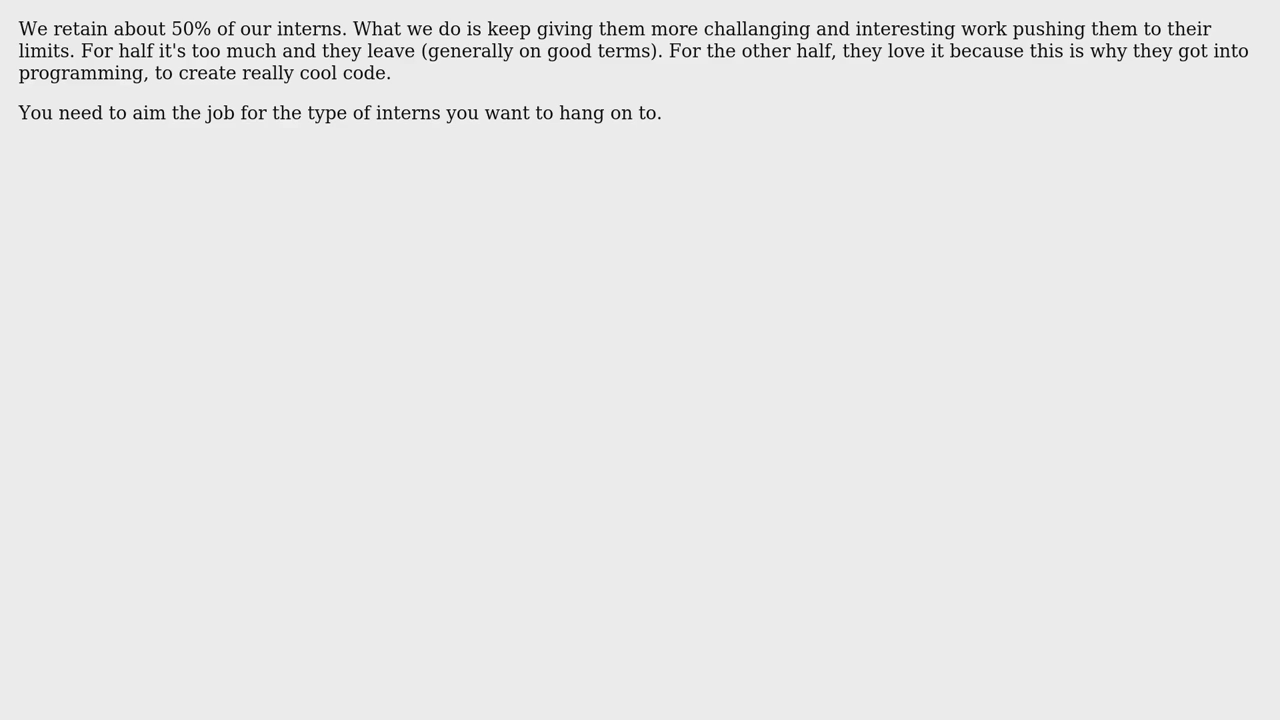 We retain about 50% of our interns. What we do is keep giving them more challanging and interesting work pushing them to their
limits. For half it's too much and they leave (generally on good terms). For the other half, they love it because this is why they got into
programming, to create really cool code.
You need to aim the job for the type of interns you want to hang on to.